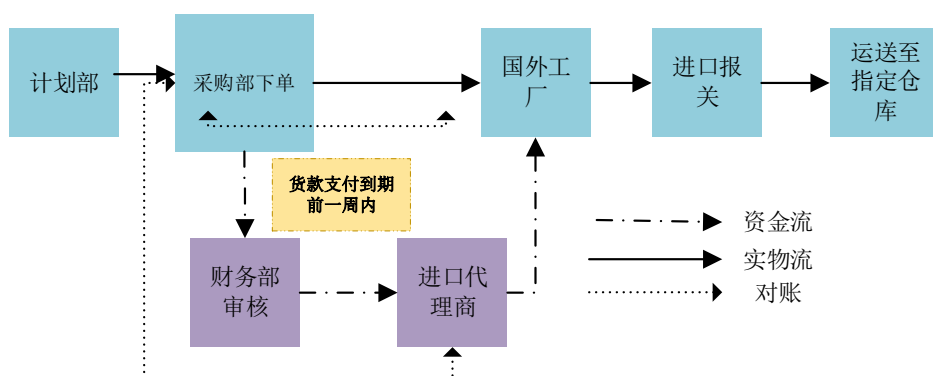 计划部
采购部下单
国外工
厂
进口报
关
运送至
指定仓
库
货款支付到期
前一周内
财务部
审核
进口代
理商
资金流
实物流
对账